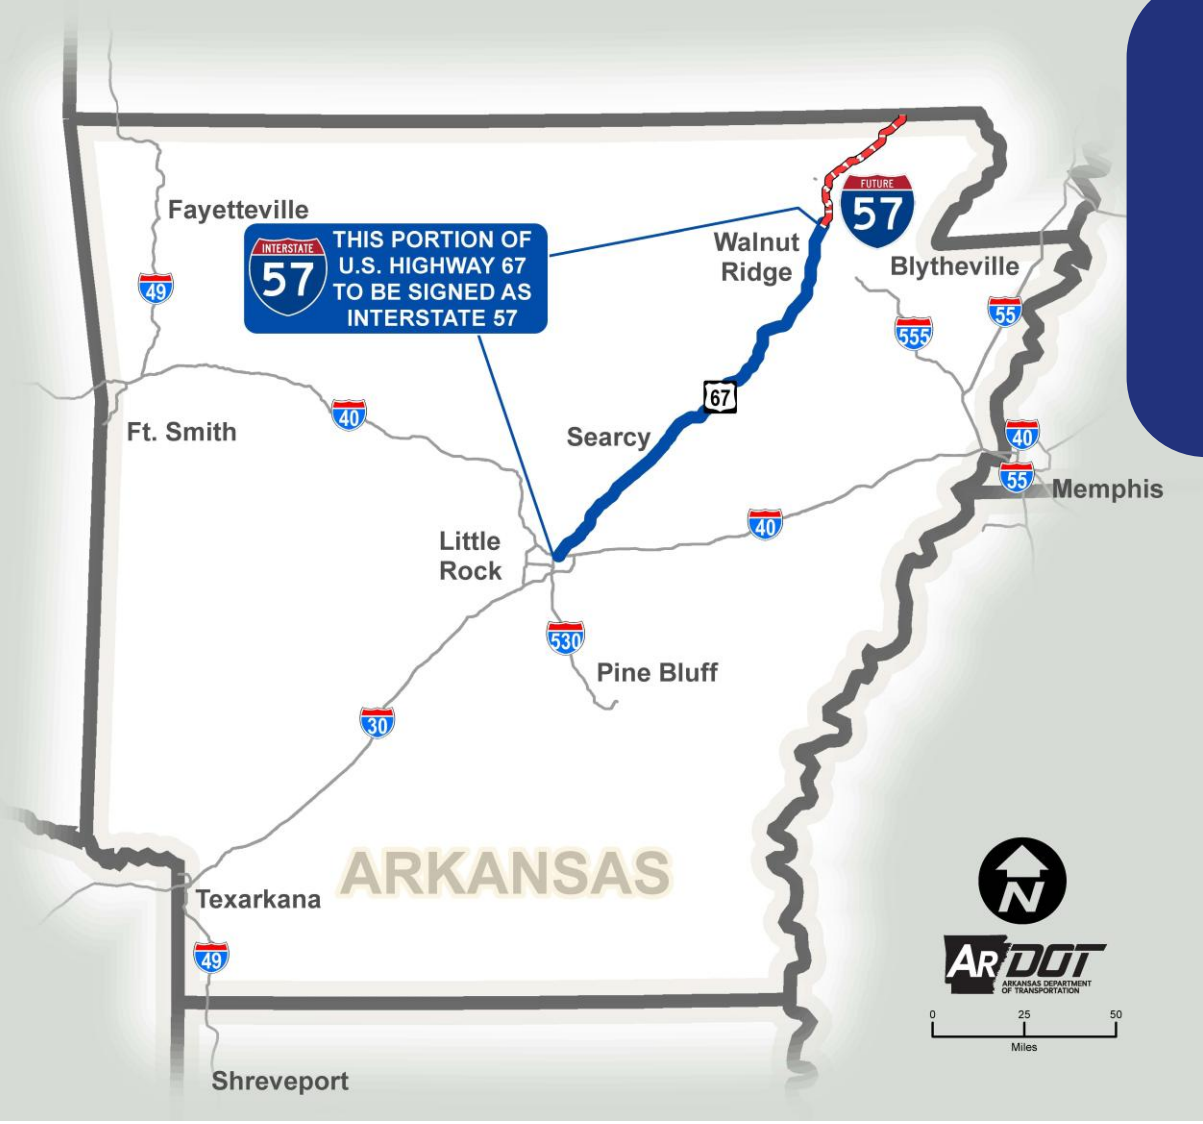 FUTURE
57
Fayetteville
INTERSTATE
57
THIS PORTION OF
U.S. HIGHWAY 67
TO BE SIGNED AS
INTERSTATE 57
Walnut
Ridge
Blytheville
49
555
55
67
40
Ft. Smith
Searcy
40
55
Memphis
40
Little
Rock
530
Pine Bluff
30
ARKANSAS
Texarkana
N
49
ARDOT
ARKANSAS DEPARTMENT
OF TRANSPORTATION
0 25 50
Miles
Shreveport